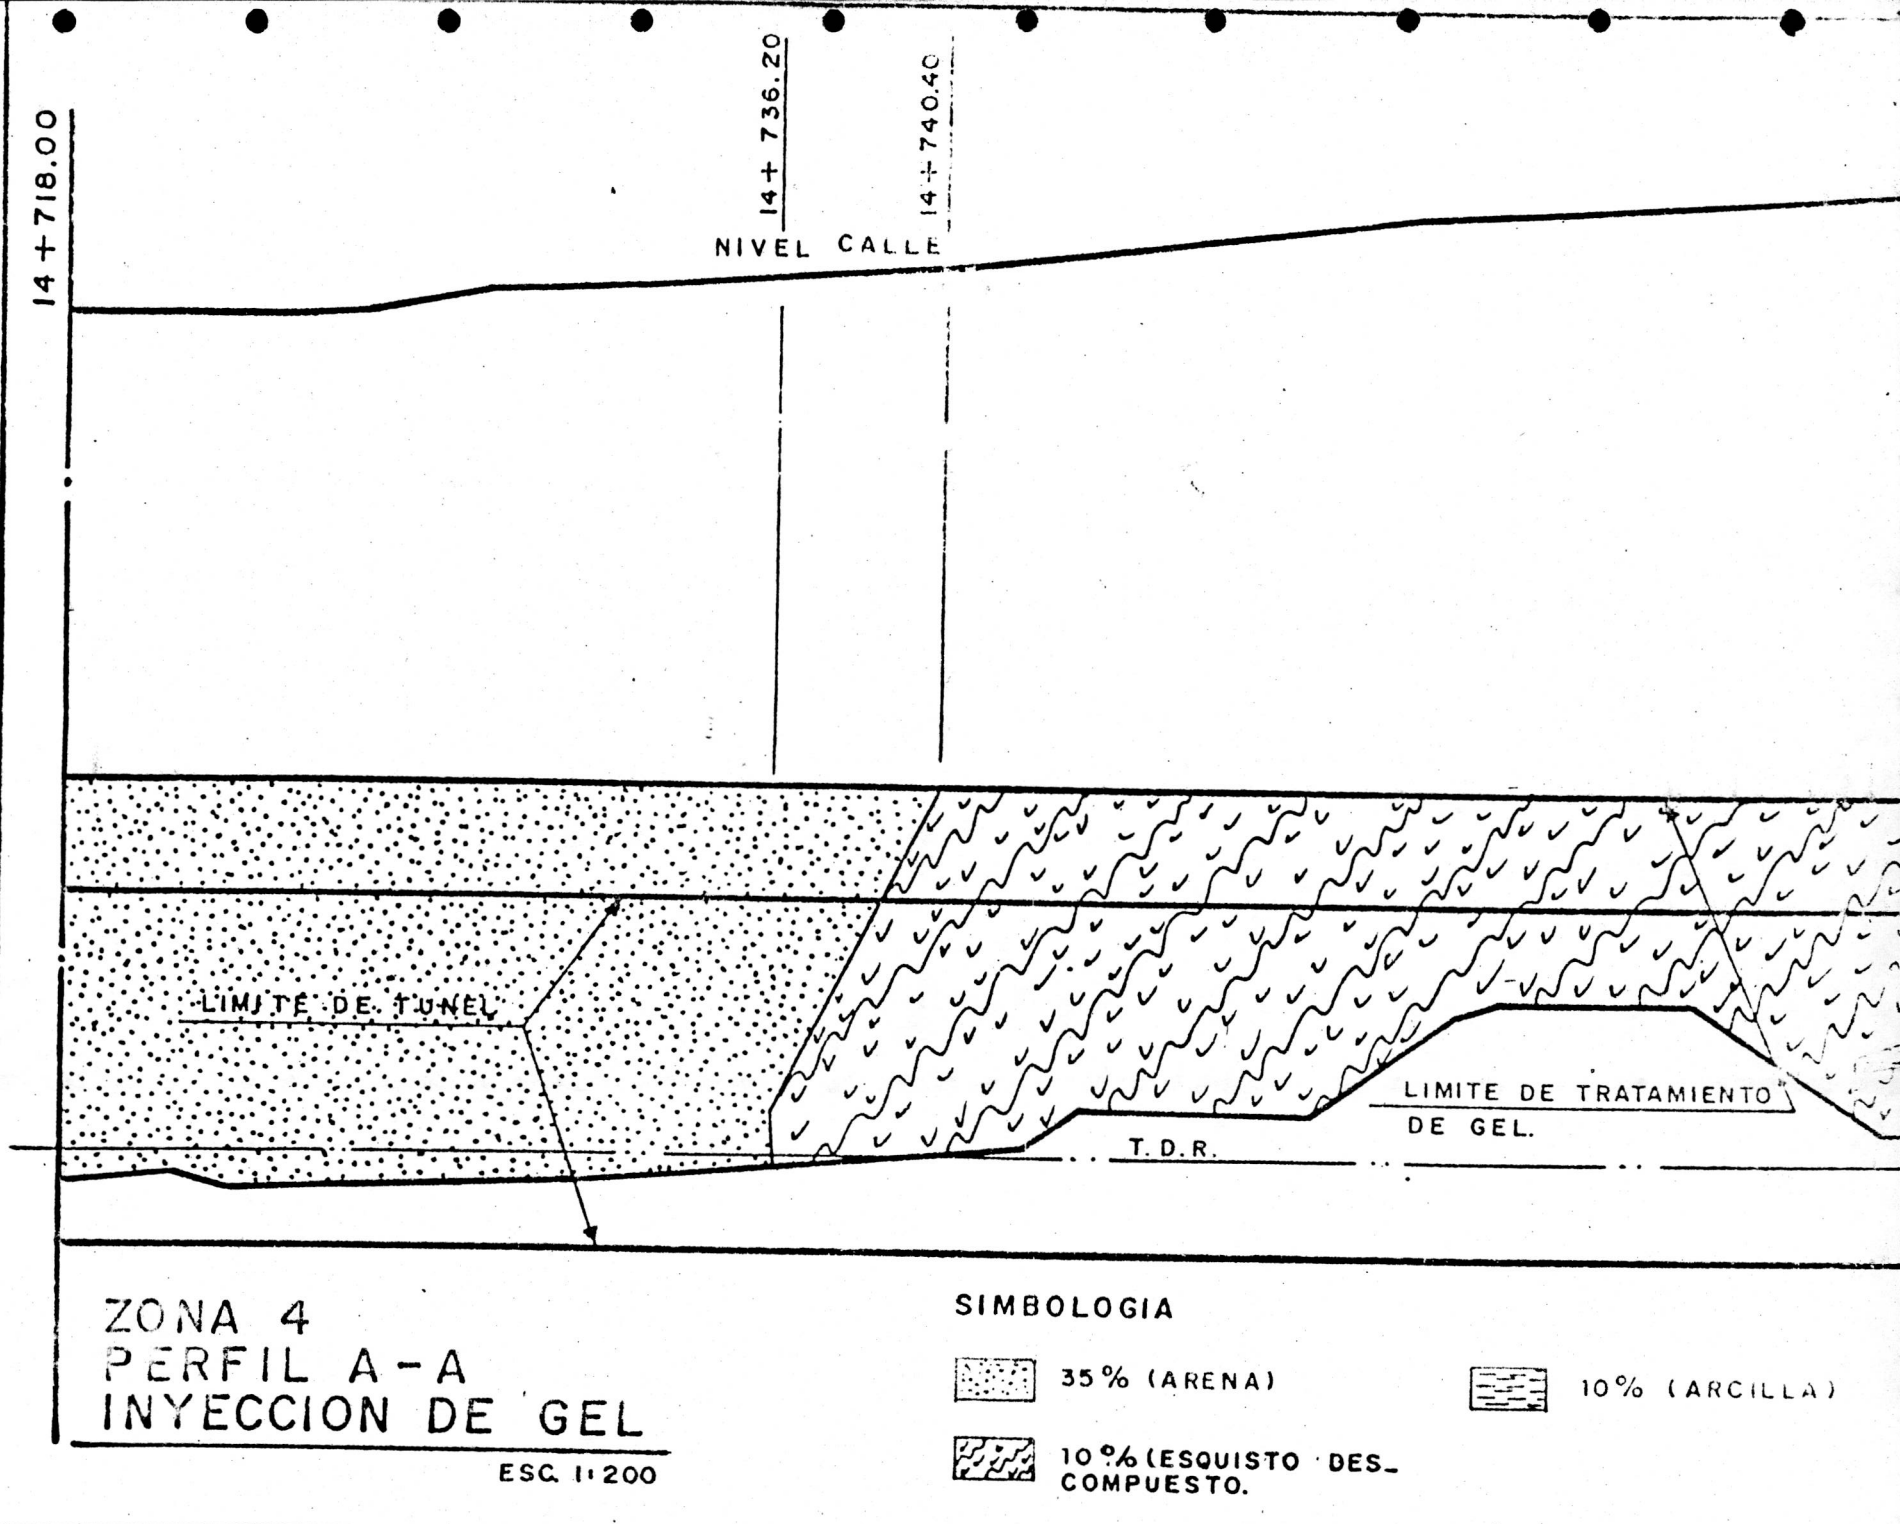 14+718.00
14+736.20
14+740.40
NIVEL CALLE
LIMITE DE TUNEL
LIMITE DE TRATAMIENTO
DE GEL.
T.D.R.
ZONA 4
PERFIL A-A
INYECCION DE GEL
ESC. 1:200
SIMBOLOGIA
35% (ARENA)
10% (ARCILLA)
10% (ESQUISTO DES-
COMPUESTO.